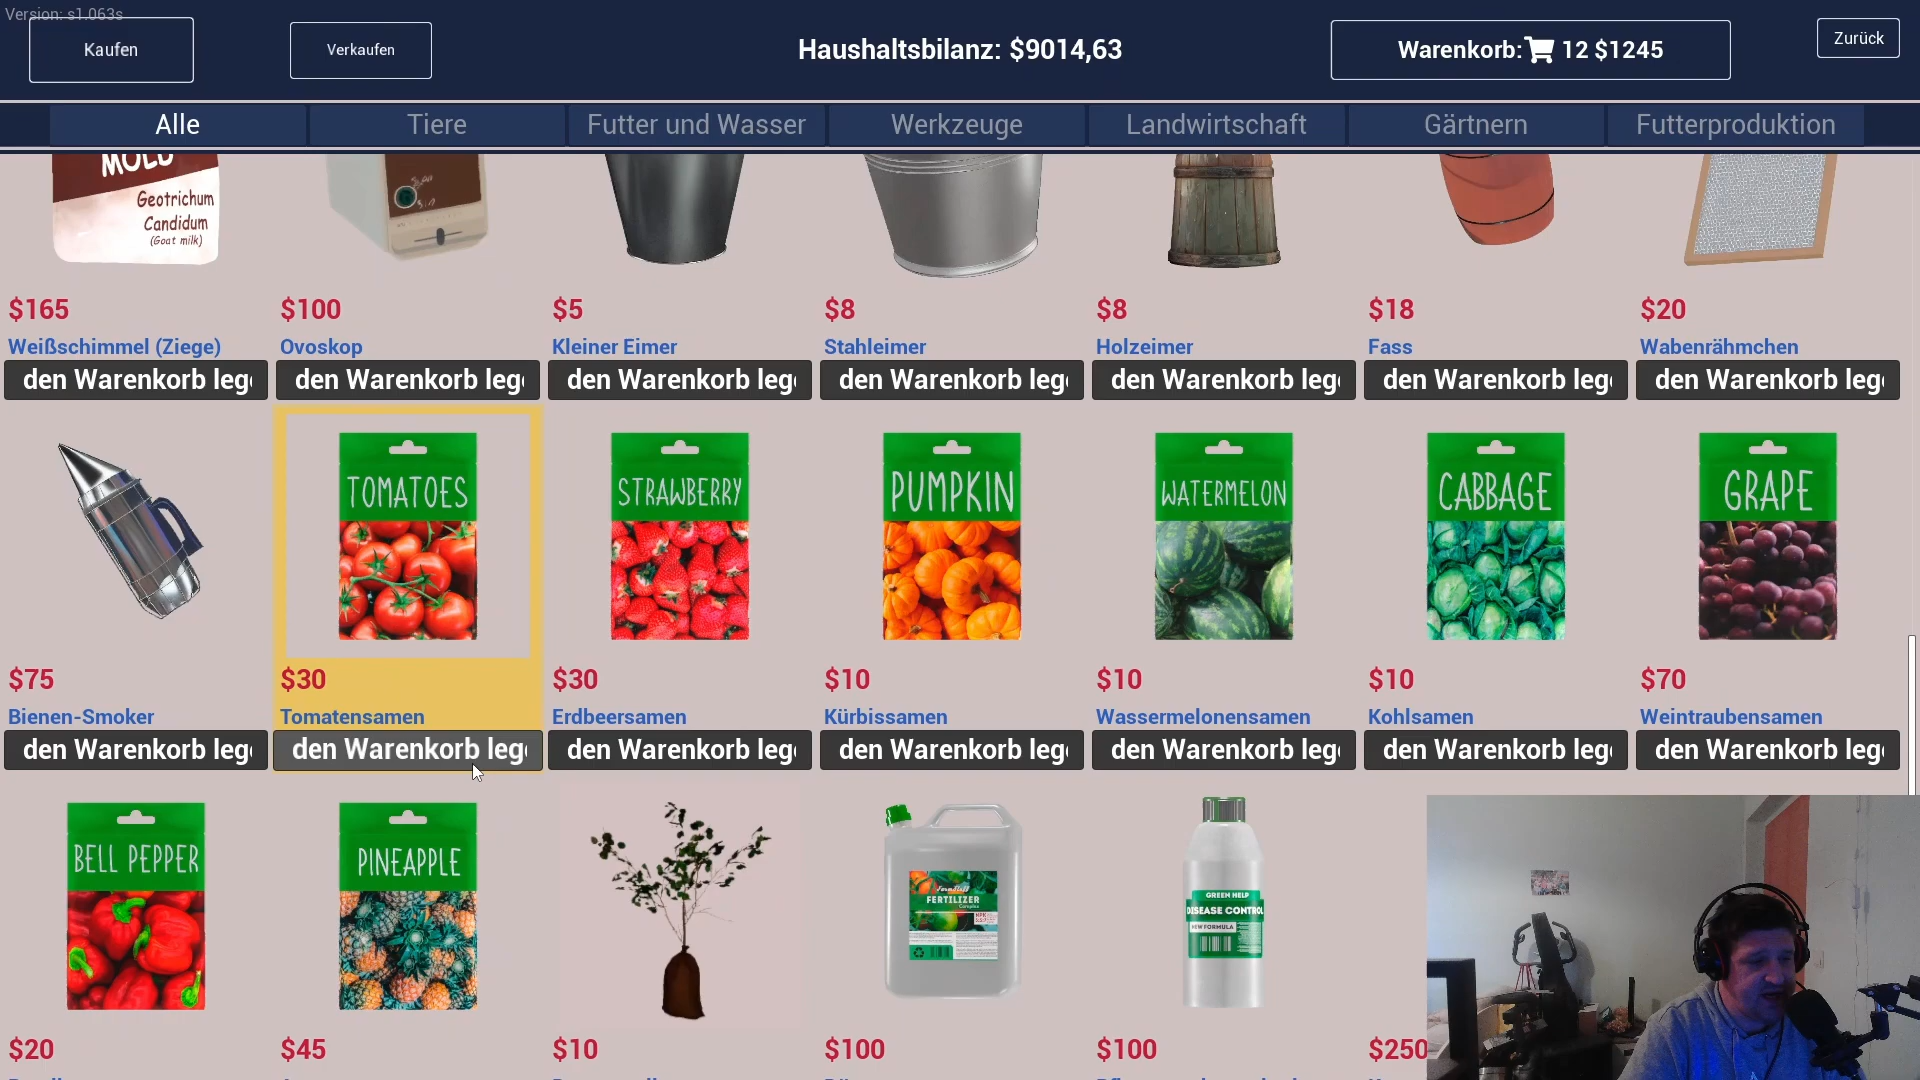 Version: s1.063s
Kaufen
Verkaufen
Haushaltsbilanz: $9014,63
Warenkorb: 12 $1245
Zurück
Alle
Tiere
Futter und Wasser
Werkzeuge
Landwirtschaft
Gärtnern
Futterproduktion
MOLD
Geotrichum
Candidum
(Goat milk)
$165
$100
$5
$8
$8
$18
$20
Weißschimmel (Ziege)
Ovoskop
Kleiner Eimer
Stahleimer
Holzeimer
Fass
Wabenrähmchen
den Warenkorb leg
den Warenkorb leg
den Warenkorb leg
den Warenkorb leg
den Warenkorb leg
den Warenkorb leg
den Warenkorb leg
TOMATOES
STRAWBERRY
PUMPKIN
WATERMELON
CABBAGE
GRAPE
$75
$30
$30
$10
$10
$10
$70
Bienen-Smoker
Tomatensamen
Erdbeersamen
Kürbissamen
Wassermelonensamen
Kohlsamen
Weintraubensamen
den Warenkorb leg
den Warenkorb leg
den Warenkorb leg
den Warenkorb leg
den Warenkorb leg
den Warenkorb leg
den Warenkorb leg
BELL PEPPER
PINEAPPLE
FERTILIZER
Complex
GREEN HELP
DISEASE CONTROL
NEW FORMULA
$20
$45
$10
$100
$100
$250